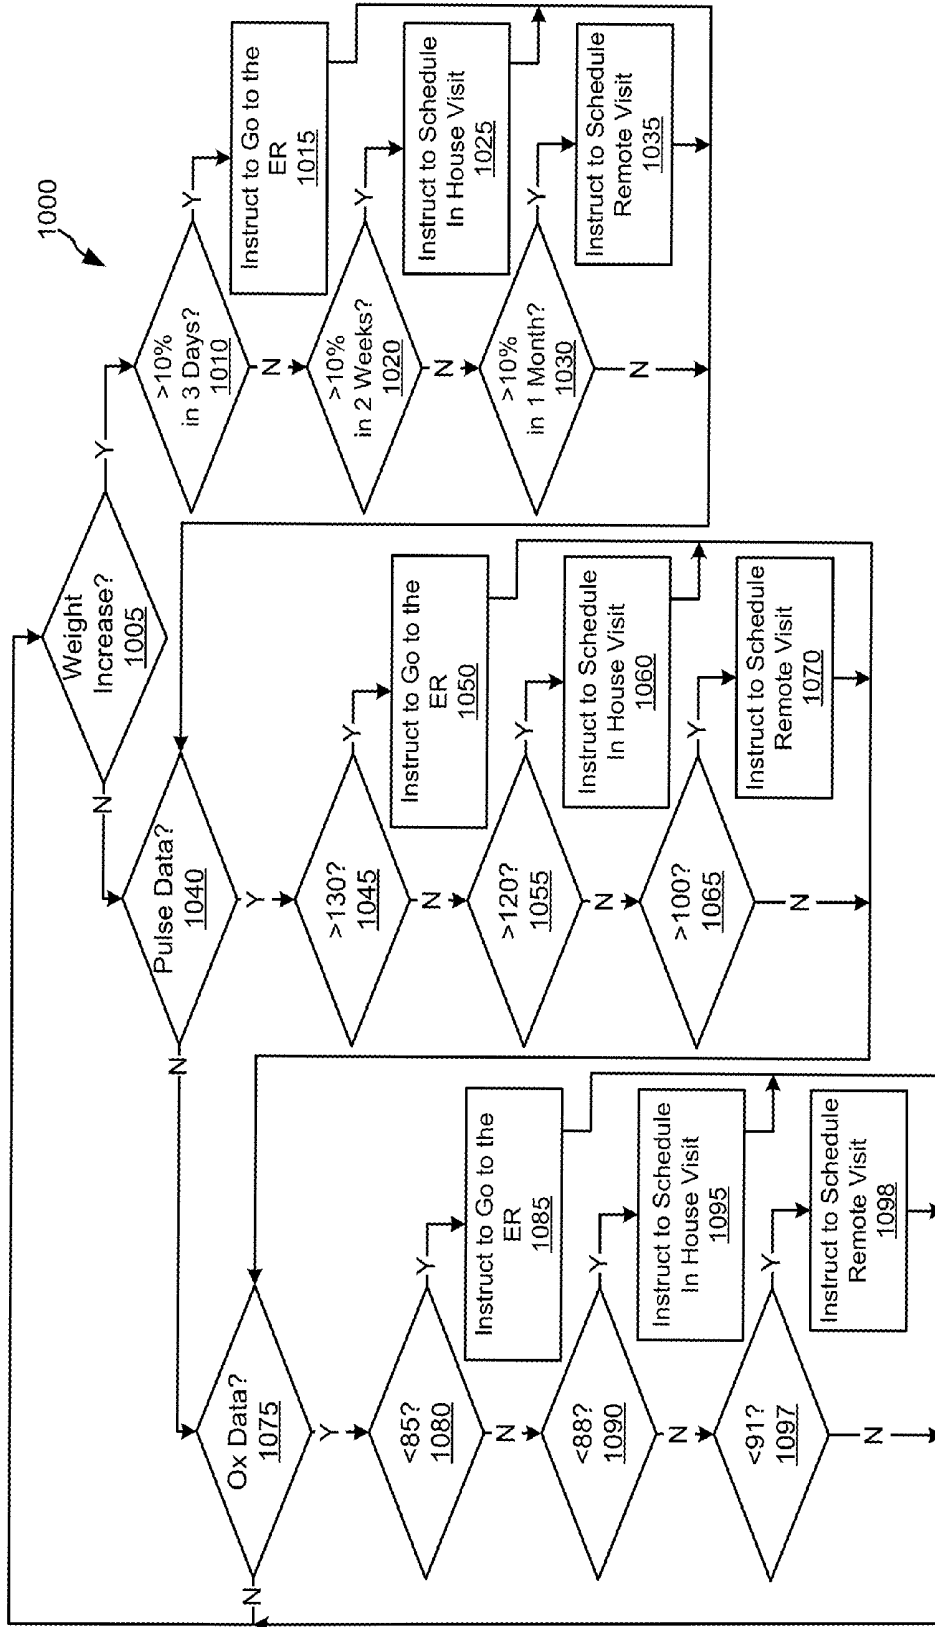 1000
Weight
Increase?
1005
Y
N
>10%
in 3 Days?
1010
Y
Instruct to Go to the
ER
1015
N
>10%
in 2 Weeks?
1020
Y
Instruct to Schedule
In House Visit
1025
N
>10%
in 1 Month?
1030
Y
Instruct to Schedule
Remote Visit
1035
N
Pulse Data?
1040
N
Y
>130?
1045
Y
Instruct to Go to the
ER
1050
N
>120?
1055
Y
Instruct to Schedule
In House Visit
1060
N
>100?
1065
Y
Instruct to Schedule
Remote Visit
1070
N
Ox Data?
1075
N
Y
<85?
1080
Y
Instruct to Go to the
ER
1085
N
<88?
1090
Y
Instruct to Schedule
In House Visit
1095
N
<91?
1097
Y
Instruct to Schedule
Remote Visit
1098
N